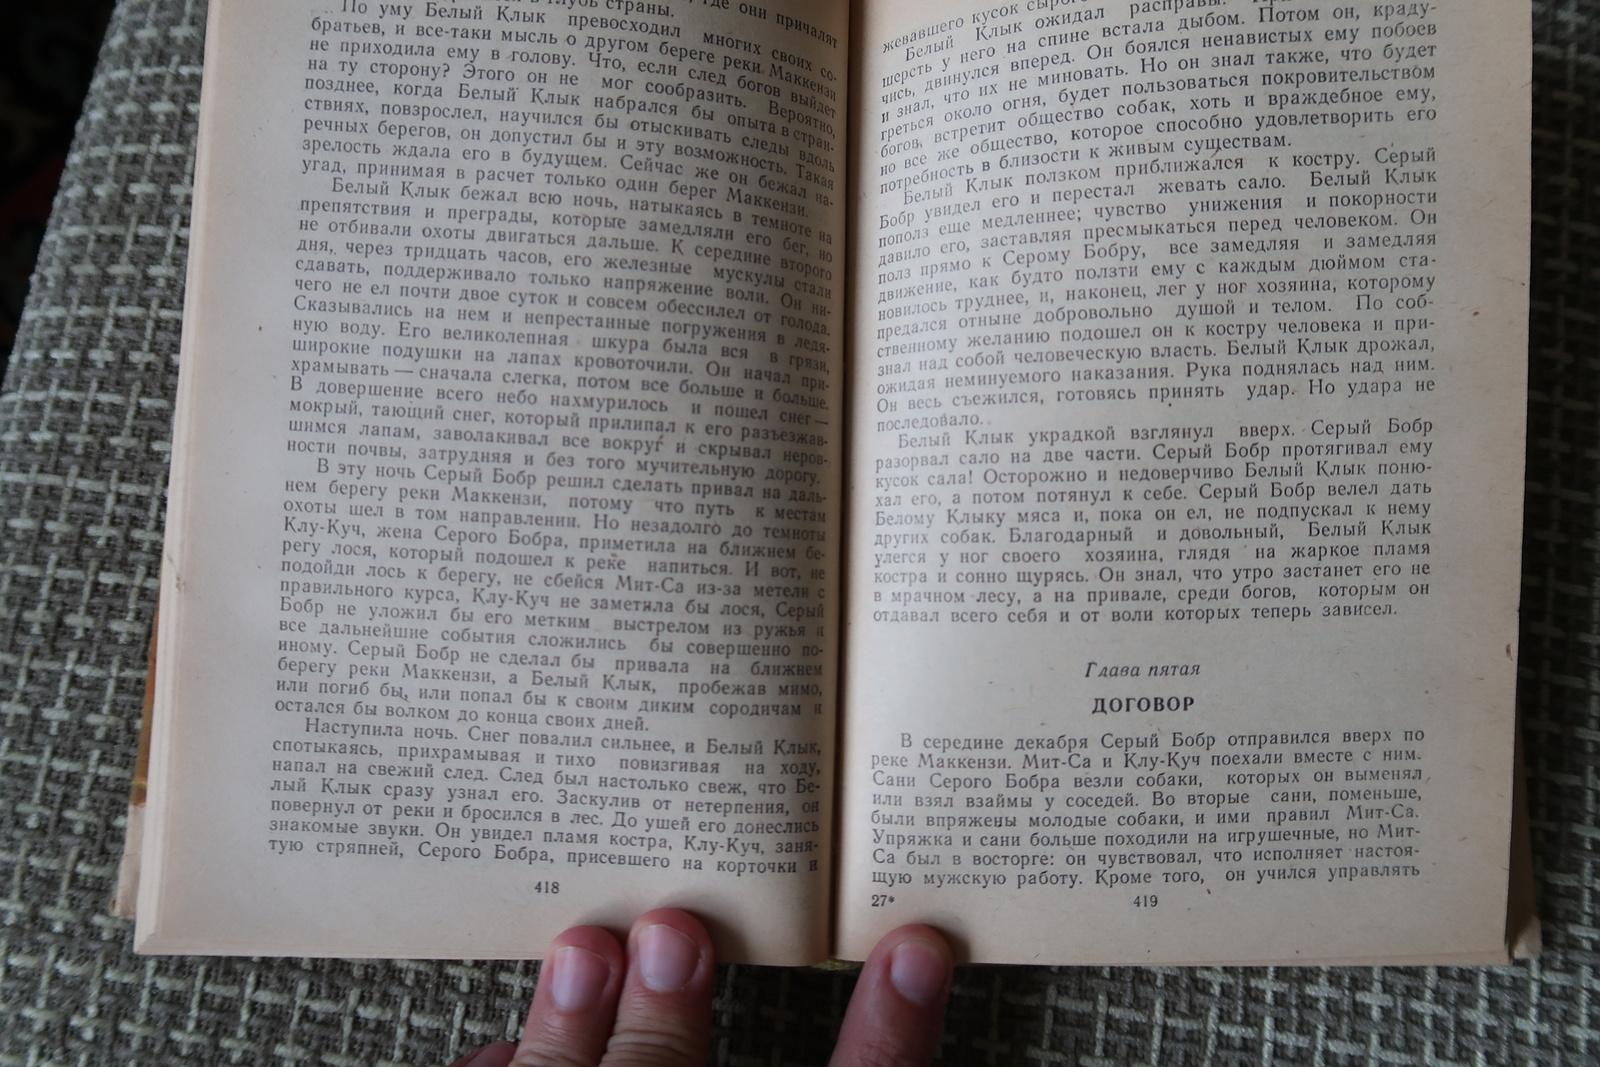 в глубь страны.
где они причалят
По уму Белый Клык превосходил многих своих со-
братьев, и все-таки мысль о другом береге реки Маккензи
не приходила ему в голову. Что, если след богов выйдет
на ту сторону? Этого он не мог сообразить. Вероятно,
позднее, когда Белый Клык набрался бы опыта в стран-
ствиях, повзрослел, научился бы отыскивать следы вдоль
речных берегов, он допустил бы и эту возможность. Такая
зрелость ждала его в будущем. Сейчас же он бежал на-
угад, принимая в расчет только один берег Маккензи.
Белый Клык бежал всю ночь, натыкаясь в темноте на
препятствия и преграды, которые замедляли его бег, но
не отбивали охоты двигаться дальше. К середине второго
дня, через тридцать часов, его железные мускулы стали
сдавать, поддерживало только напряжение воли. Он ни-
чего не ел почти двое суток и совсем обессилел от голода.
Сказывались на нем и непрестанные погружения в ледя-
ную воду. Его великолепная шкура была вся в грязи,
широкие подушки на лапах кровоточили. Он начал при-
храмывать — сначала слегка, потом все больше и больше.
В довершение всего небо нахмурилось и пошел снег —
мокрый, тающий снег, который прилипал к его разъезжав-
шимся лапам, заволакивал все вокруг и скрывал неров-
ности почвы, затрудняя и без того мучительную дорогу.
В эту ночь Серый Бобр решил сделать привал на даль-
нем берегу реки Маккензи, потому что путь к местам
охоты шел в том направлении. Но незадолго до темноты
Клу-Куч, жена Серого Бобра, приметила на ближнем бе-
регу лося, который подошел к реке напиться. И вот, не
подойди лось к берегу, не сбейся Мит-Са из-за метели с
правильного курса, Клу-Куч не заметила бы лося, Серый
Бобр не уложил бы его метким выстрелом из ружья и
все дальнейшие события сложились бы совершенно по-
иному. Серый Бобр не сделал бы привала на ближнем
берегу реки Маккензи, а Белый Клык, пробежав мимо,
или погиб бы, или попал бы к своим диким сородичам и
остался бы волком до конца своих дней.
Наступила ночь. Снег повалил сильнее, и Белый Клык,
спотыкаясь, прихрамывая и тихо повизгивая на ходу,
напал на свежий след. След был настолько свеж, что Бе-
лый Клык сразу узнал его. Заскулив от нетерпения, он
повернул от реки и бросился в лес. До ушей его донеслись
знакомые звуки. Он увидел пламя костра, Клу-Куч, заня-
тую стряпней, Серого Бобра, присевшего на корточки и
418
жевавшего кусок сырого
Белый Клык ожидал расправы.
шерсть у него на спине встала дыбом. Потом он, краду-
чись, двинулся вперед. Он боялся ненавистых ему побоев
и знал, что их не миновать. Но он знал также, что будет
греться около огня, будет пользоваться покровительством
богов, встретит общество собак, хоть и враждебное ему,
но все же общество, которое способно удовлетворить его
потребность в близости к живым существам.
Белый Клык ползком приближался к костру. Серый
Бобр увидел его и перестал жевать сало. Белый Клык
пополз еще медленнее; чувство унижения и покорности
давило его, заставляя пресмыкаться перед человеком. Он
полз прямо к Серому Бобру, все замедляя и замедляя
движение, как будто ползти ему с каждым дюймом ста-
новилось труднее, и, наконец, лег у ног хозяина, которому
предался отныне добровольно душой и телом. По соб-
ственному желанию подошел он к костру человека и при-
знал над собой человеческую власть. Белый Клык дрожал,
ожидая неминуемого наказания. Рука поднялась над ним.
Он весь съежился, готовясь принять удар. Но удара не
последовало.
Белый Клык украдкой взглянул вверх. Серый Бобр
разорвал сало на две части. Серый Бобр протягивал ему
кусок сала! Осторожно и недоверчиво Белый Клык поню-
хал его, а потом потянул к себе. Серый Бобр велел дать
Белому Клыку мяса и, пока он ел, не подпускал к нему
других собак. Благодарный и довольный, Белый Клык
улегся у ног своего хозяина, глядя на жаркое пламя
костра и сонно щурясь. Он знал, что утро застанет его не
в мрачном лесу, а на привале, среди богов, которым он
отдавал всего себя и от воли которых теперь зависел.
Глава пятая
ДОГОВОР
В середине декабря Серый Бобр отправился вверх по
реке Маккензи. Мит-Са и Клу-Куч поехали вместе с ним.
Сани Серого Бобра везли собаки, которых он выменял
или взял взаймы у соседей. Во вторые сани, поменьше,
были впряжены молодые собаки, и ими правил Мит-Са.
Упряжка и сани больше походили на игрушечные, но Мит-
Са был в восторге: он чувствовал, что исполняет настоя-
щую мужскую работу. Кроме того, он учился управлять
27* 419